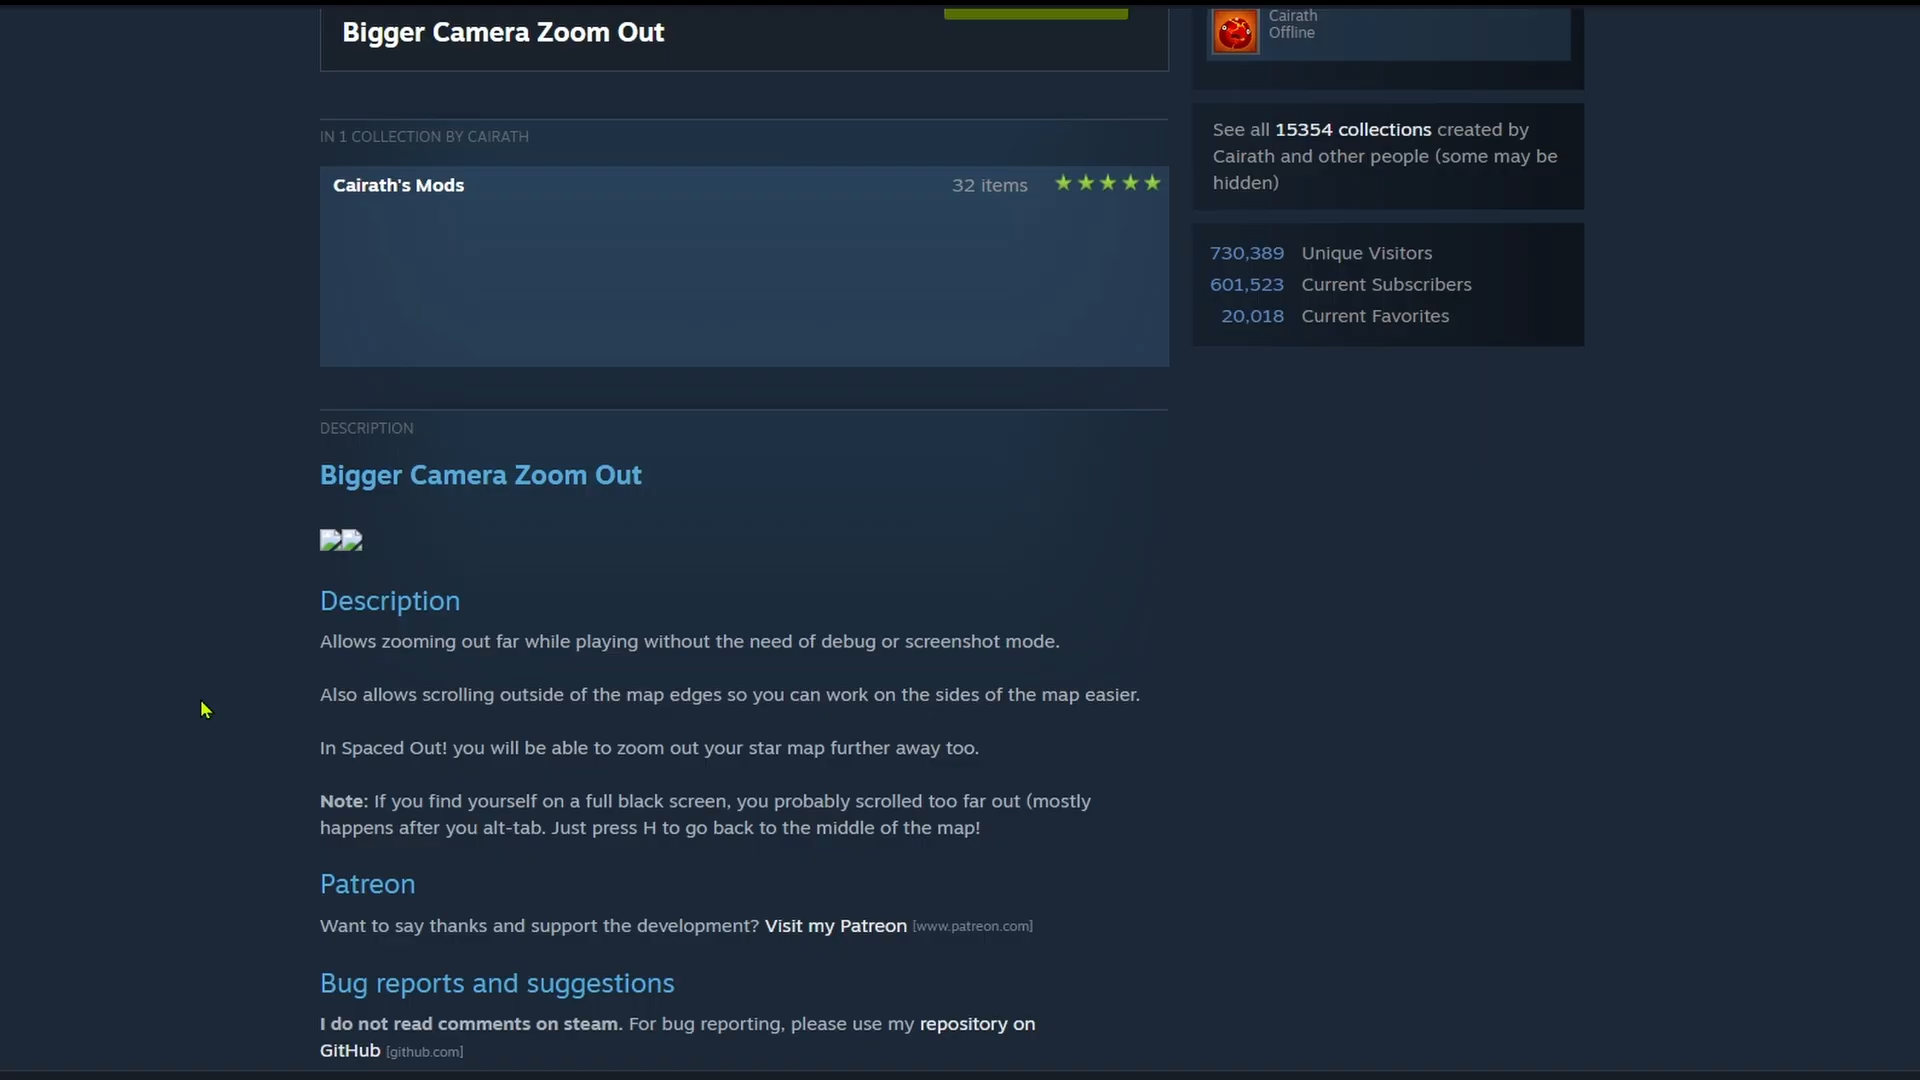 Bigger Camera Zoom Out
Cairath
Offline
IN 1 COLLECTION BY CAIRATH
Cairath's Mods 32 items
See all 15354 collections created by
Cairath and other people (some may be
hidden)
730,389 Unique Visitors
601,523 Current Subscribers
20,018 Current Favorites
DESCRIPTION
Bigger Camera Zoom Out
Description
Allows zooming out far while playing without the need of debug or screenshot mode.
Also allows scrolling outside of the map edges so you can work on the sides of the map easier.
In Spaced Out! you will be able to zoom out your star map further away too.
Note: If you find yourself on a full black screen, you probably scrolled too far out (mostly
happens after you alt-tab. Just press H to go back to the middle of the map!
Patreon
Want to say thanks and support the development? Visit my Patreon [www.patreon.com]
Bug reports and suggestions
I do not read comments on steam. For bug reporting, please use my repository on
GitHub [github.com]